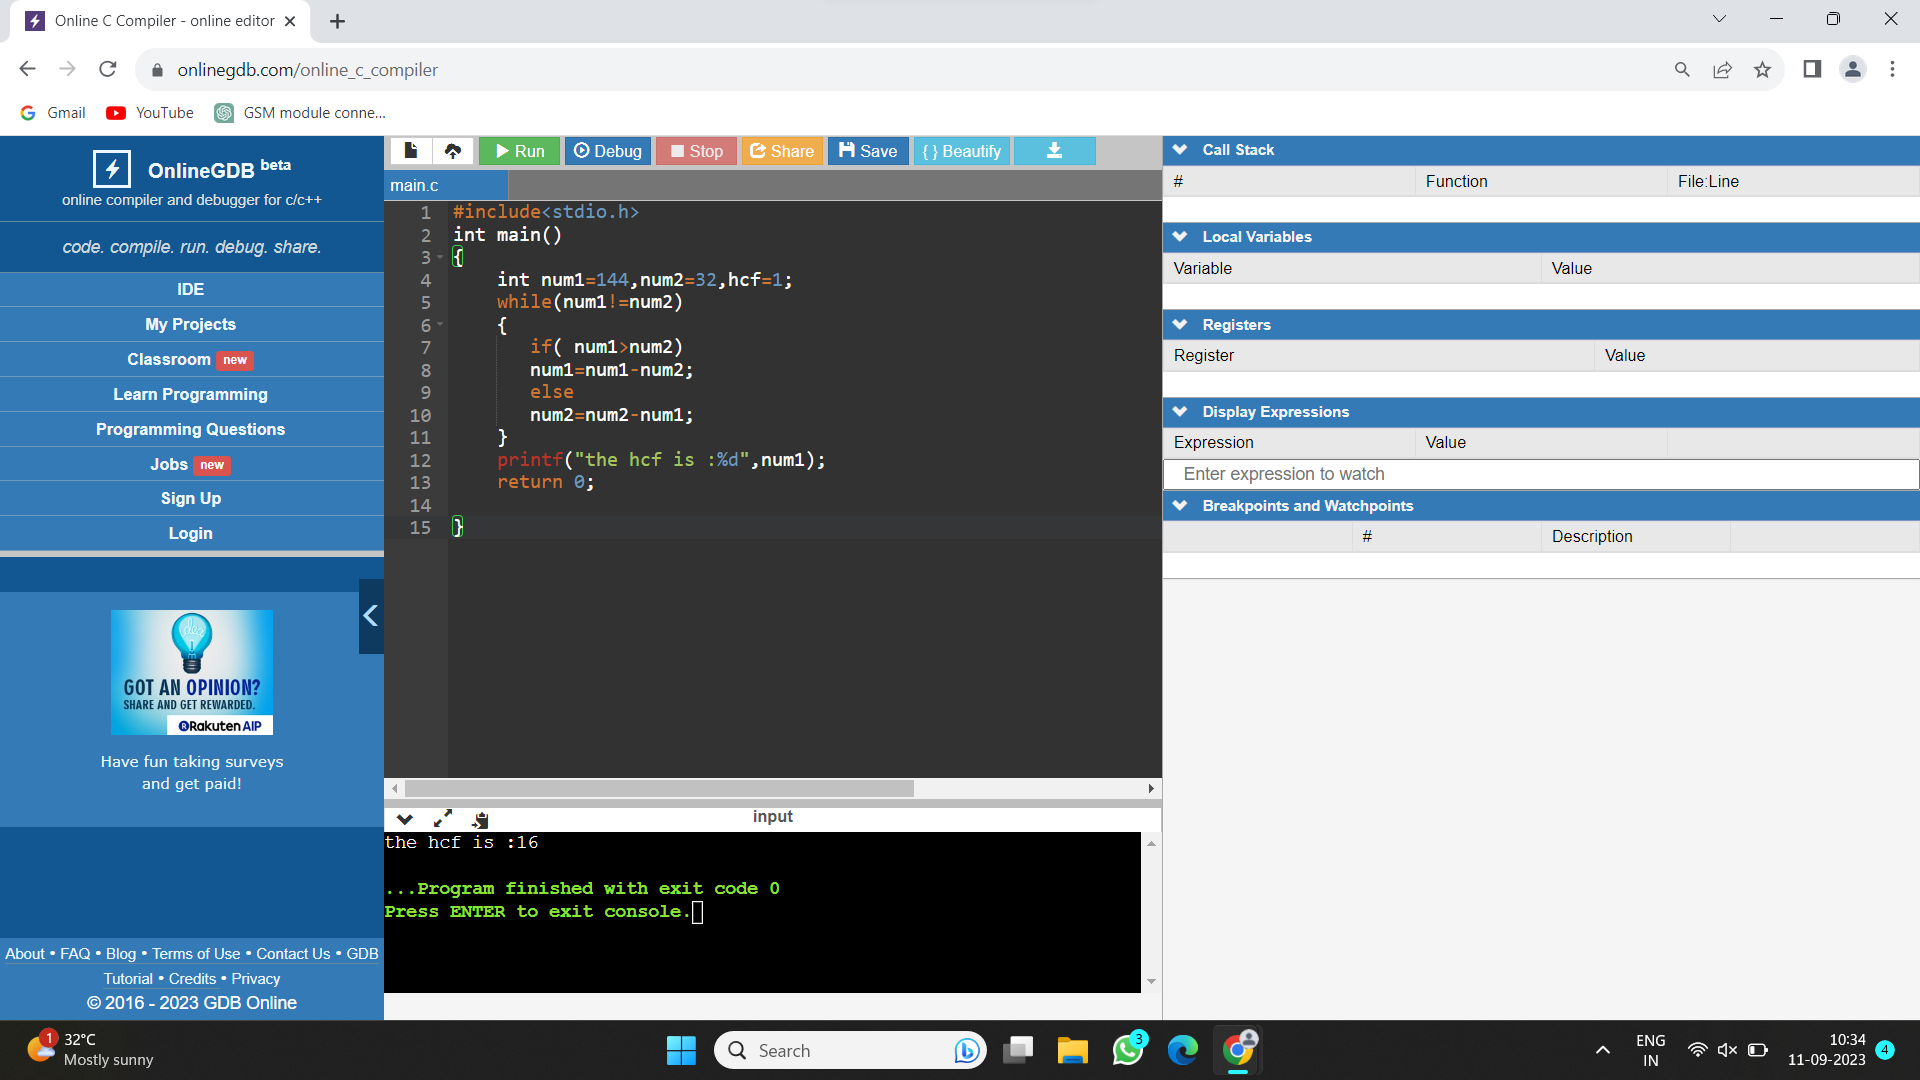 Online C Compiler - online editor
onlinegdb.com/online_c_compiler
Gmail YouTube GSM module conne...
OnlineGDB beta
online compiler and debugger for c/c++
code. compile. run. debug. share.
IDE
My Projects
Classroom new
Learn Programming
Programming Questions
Jobs new
Sign Up
Login
idea
GOT AN OPINION?
SHARE AND GET REWARDED.
Rakuten AIP
Have fun taking surveys
and get paid!
About • FAQ • Blog • Terms of Use • Contact Us • GDB
Tutorial • Credits • Privacy
© 2016 - 2023 GDB Online
Run Debug Stop Share Save { } Beautify
main.c
1 #include<stdio.h>
2 int main()
3 {
4 int num1=144,num2=32,hcf=1;
5 while(num1!=num2)
6 {
7 if( num1>num2)
8 num1=num1-num2;
9 else
10 num2=num2-num1;
11 }
12 printf("the hcf is :%d",num1);
13 return 0;
14
15 }
input
the hcf is :16
...Program finished with exit code 0
Press ENTER to exit console.
Call Stack
# Function File:Line
Local Variables
Variable Value
Registers
Register Value
Display Expressions
Expression Value
Enter expression to watch
Breakpoints and Watchpoints
# Description
1 32°C
Mostly sunny
Search
3
ENG
IN
10:34
11-09-2023
4